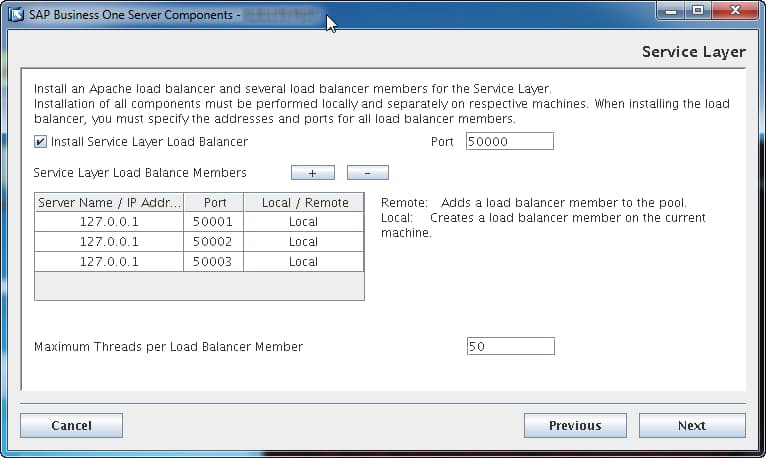 SAP Business One Server Components -
Service Layer
Install an Apache load balancer and several load balancer members for the Service Layer.
Installation of all components must be performed locally and separately on respective machines. When installing the load
balancer, you must specify the addresses and ports for all load balancer members.
Install Service Layer Load Balancer Port 50000
Service Layer Load Balance Members + -
Server Name / IP Addr... Port Local / Remote
127.0.0.1 50001 Local
127.0.0.1 50002 Local
127.0.0.1 50003 Local
Remote: Adds a load balancer member to the pool.
Local: Creates a load balancer member on the current
machine.
Maximum Threads per Load Balancer Member 50
Cancel Previous Next